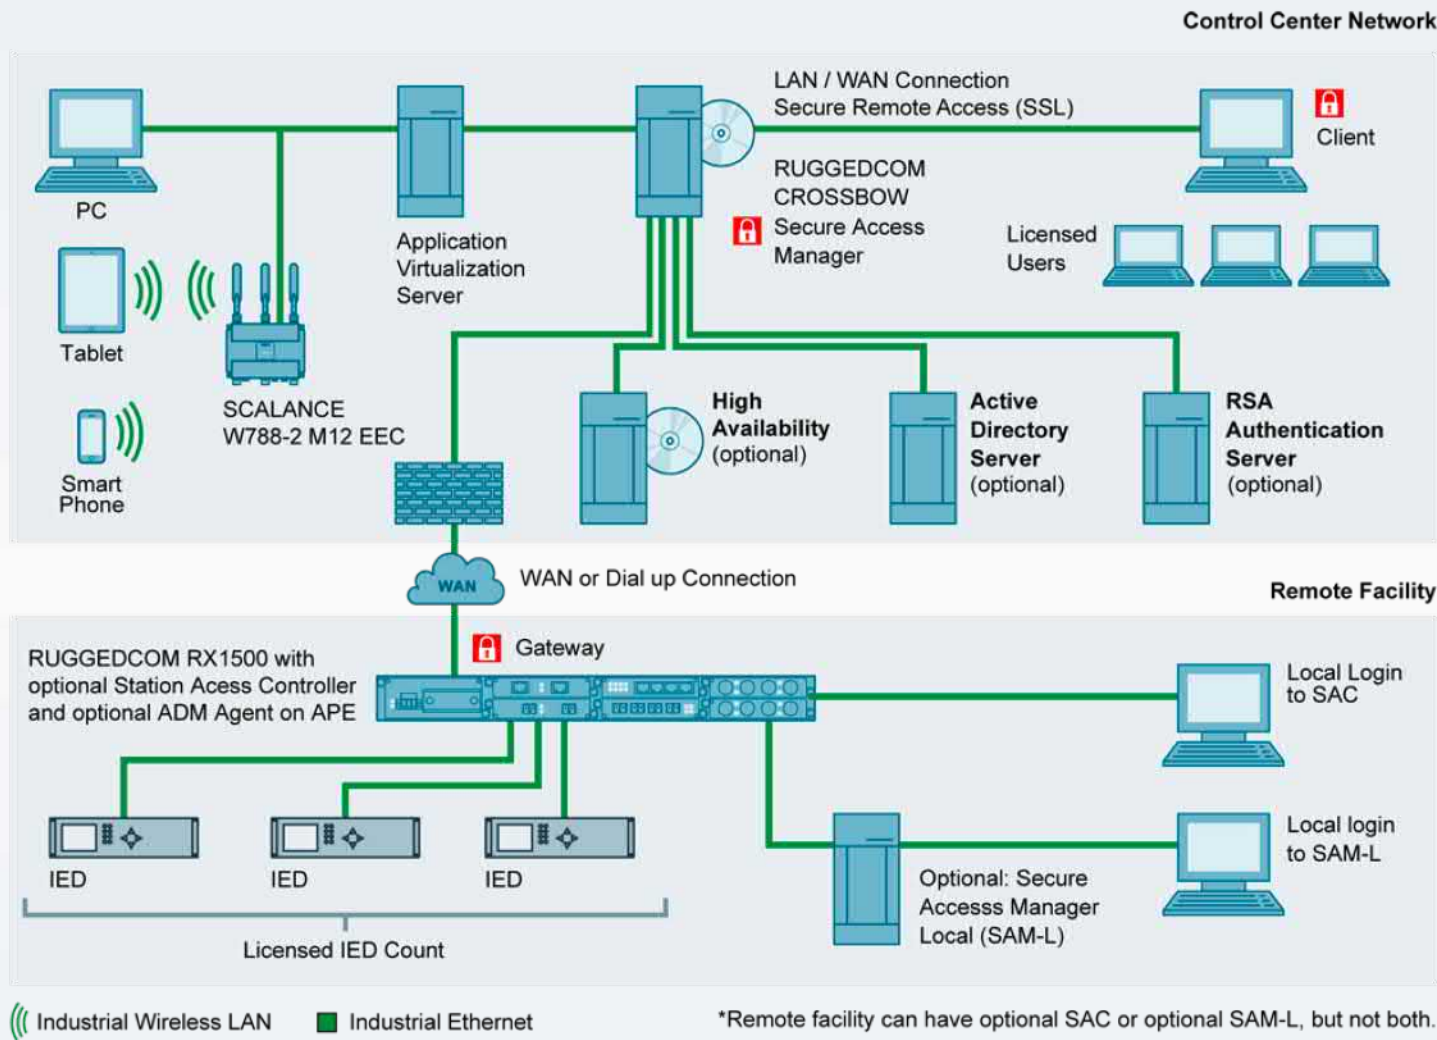 Control Center Network
LAN / WAN Connection
Secure Remote Access (SSL)
Client
PC
RUGGEDCOM
CROSSBOW
Secure Access
Manager
Application
Virtualization
Server
Licensed
Users
Tablet
SCALANCE
W788-2 M12 EEC
High
Availability
(optional)
Active
Directory
Server
(optional)
RSA
Authentication
Server
(optional)
Smart
Phone
WAN
WAN or Dial up Connection
Remote Facility
Gateway
RUGGEDCOM RX1500 with
optional Station Acess Controller
and optional ADM Agent on APE
Local Login
to SAC
IED
IED
IED
Licensed IED Count
Optional: Secure
Accesss Manager
Local (SAM-L)
Local login
to SAM-L
Industrial Wireless LAN
Industrial Ethernet
*Remote facility can have optional SAC or optional SAM-L, but not both.